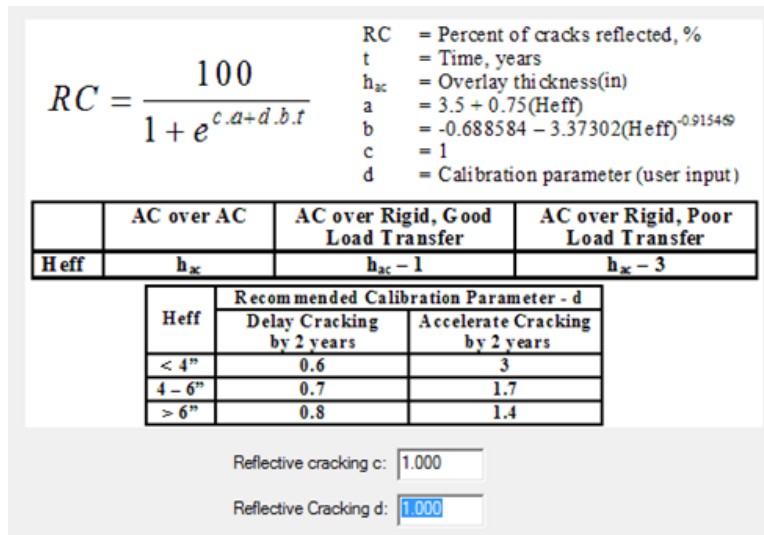 RC = 100 / 1 + e^{c.a+d.b.t}
RC = Percent of cracks reflected, %
t = Time, years
h_ac = Overlay thickness(in)
a = 3.5 + 0.75(Heff)
b = -0.688584 – 3.37302(Heff)^-0.915469
c = 1
d = Calibration parameter (user input)
AC over AC | AC over Rigid, Good Load Transfer | AC over Rigid, Poor Load Transfer
Heff | h_ac | h_ac – 1 | h_ac – 3
Heff | Recommended Calibration Parameter - d
Delay Cracking by 2 years | Accelerate Cracking by 2 years
< 4” | 0.6 | 3
4 – 6” | 0.7 | 1.7
> 6” | 0.8 | 1.4
Reflective cracking c: 1.000
Reflective Cracking d: 1.000